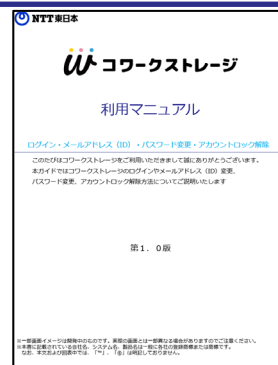 NTT東日本
コワークストレージ
利用マニュアル
ログイン・メールアドレス（ID）・パスワード変更・アカウントロック解除
このたびはコワークストレージをご利用いただきまして誠にありがとうございます。
本ガイドではコワークストレージのログインやメールアドレス（ID）変更、
パスワード変更、アカウントロック解除方法についてご説明いたします
第1．0版
※一部画面イメージは開発中のものです。実際の画面とは一部異なる場合がありますのでご注意ください。
※本書に記載されている会社名、システム名、製品名は一般に各社の登録商標または商標です。
なお、本文および図表中では、「™」、「®」は明記しておりません。